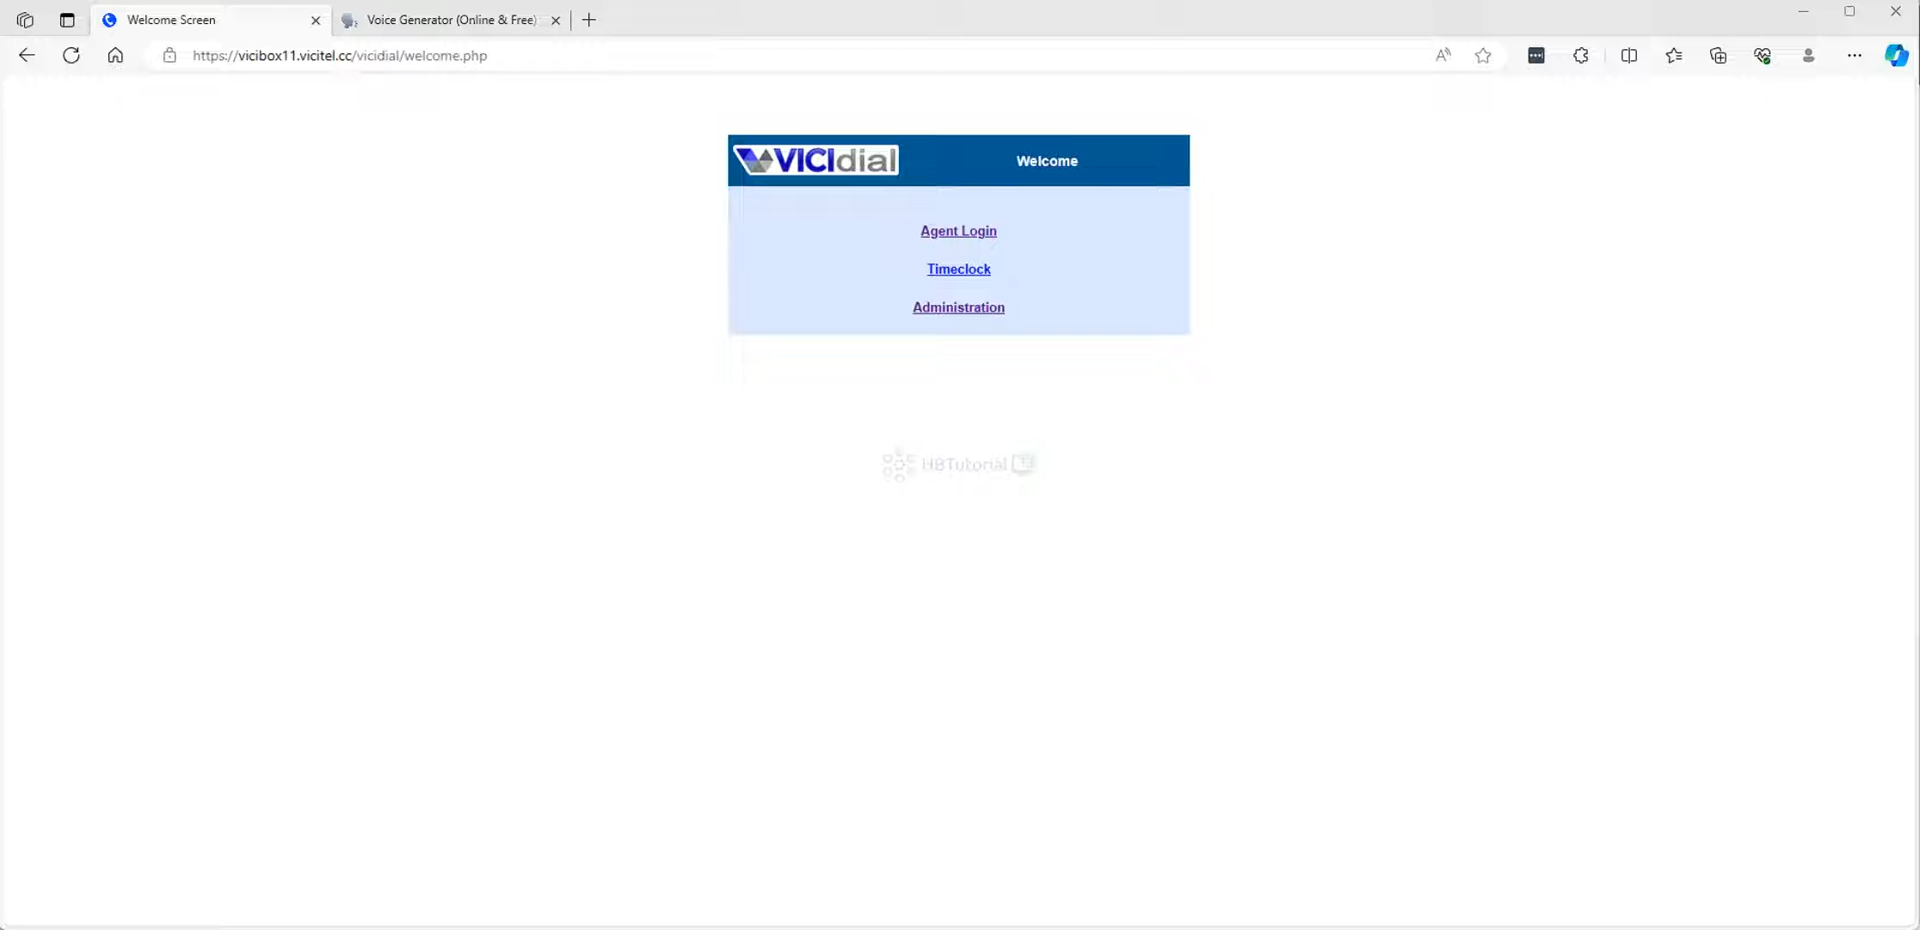 Welcome Screen
Voice Generator (Online & Free)
https://vicibox11.vicitel.cc/vicidial/welcome.php
VICIdial
Welcome
Agent Login
Timeclock
Administration
HBTutorial